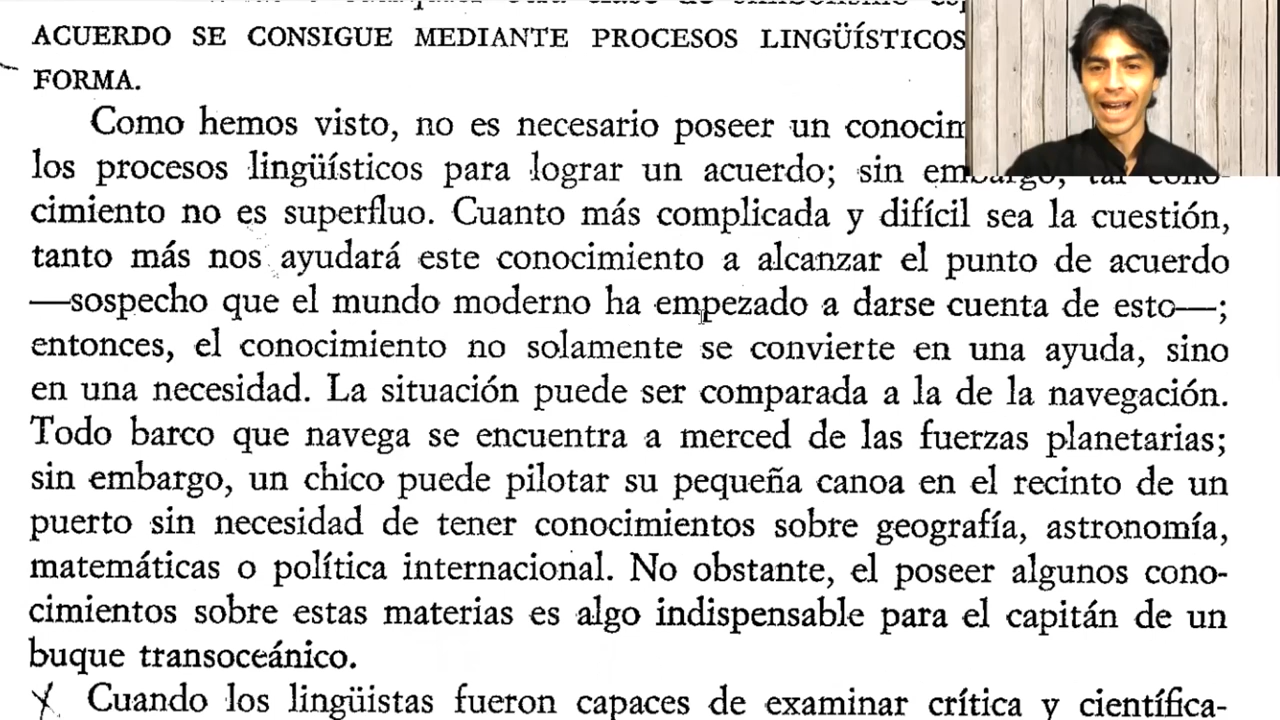 ACUERDO SE CONSIGUE MEDIANTE PROCESOS LINGÜÍSTICOS
FORMA.
Como hemos visto, no es necesario poseer un
los procesos lingüísticos para lograr un acuerdo; sin embargo, tal cono-
cimiento no es superfluo. Cuanto más complicada y difícil sea la cuestión,
tanto más nos ayudará este conocimiento a alcanzar el punto de acuerdo
—sospecho que el mundo moderno ha empezado a darse cuenta de esto—;
entonces, el conocimiento no solamente se convierte en una ayuda, sino
en una necesidad. La situación puede ser comparada a la de la navegación.
Todo barco que navega se encuentra a merced de las fuerzas planetarias;
sin embargo, un chico puede pilotar su pequeña canoa en el recinto de un
puerto sin necesidad de tener conocimientos sobre geografía, astronomía,
matemáticas o política internacional. No obstante, el poseer algunos cono-
cimientos sobre estas materias es algo indispensable para el capitán de un
buque transoceánico.
Cuando los lingüistas fueron capaces de examinar crítica y científica-